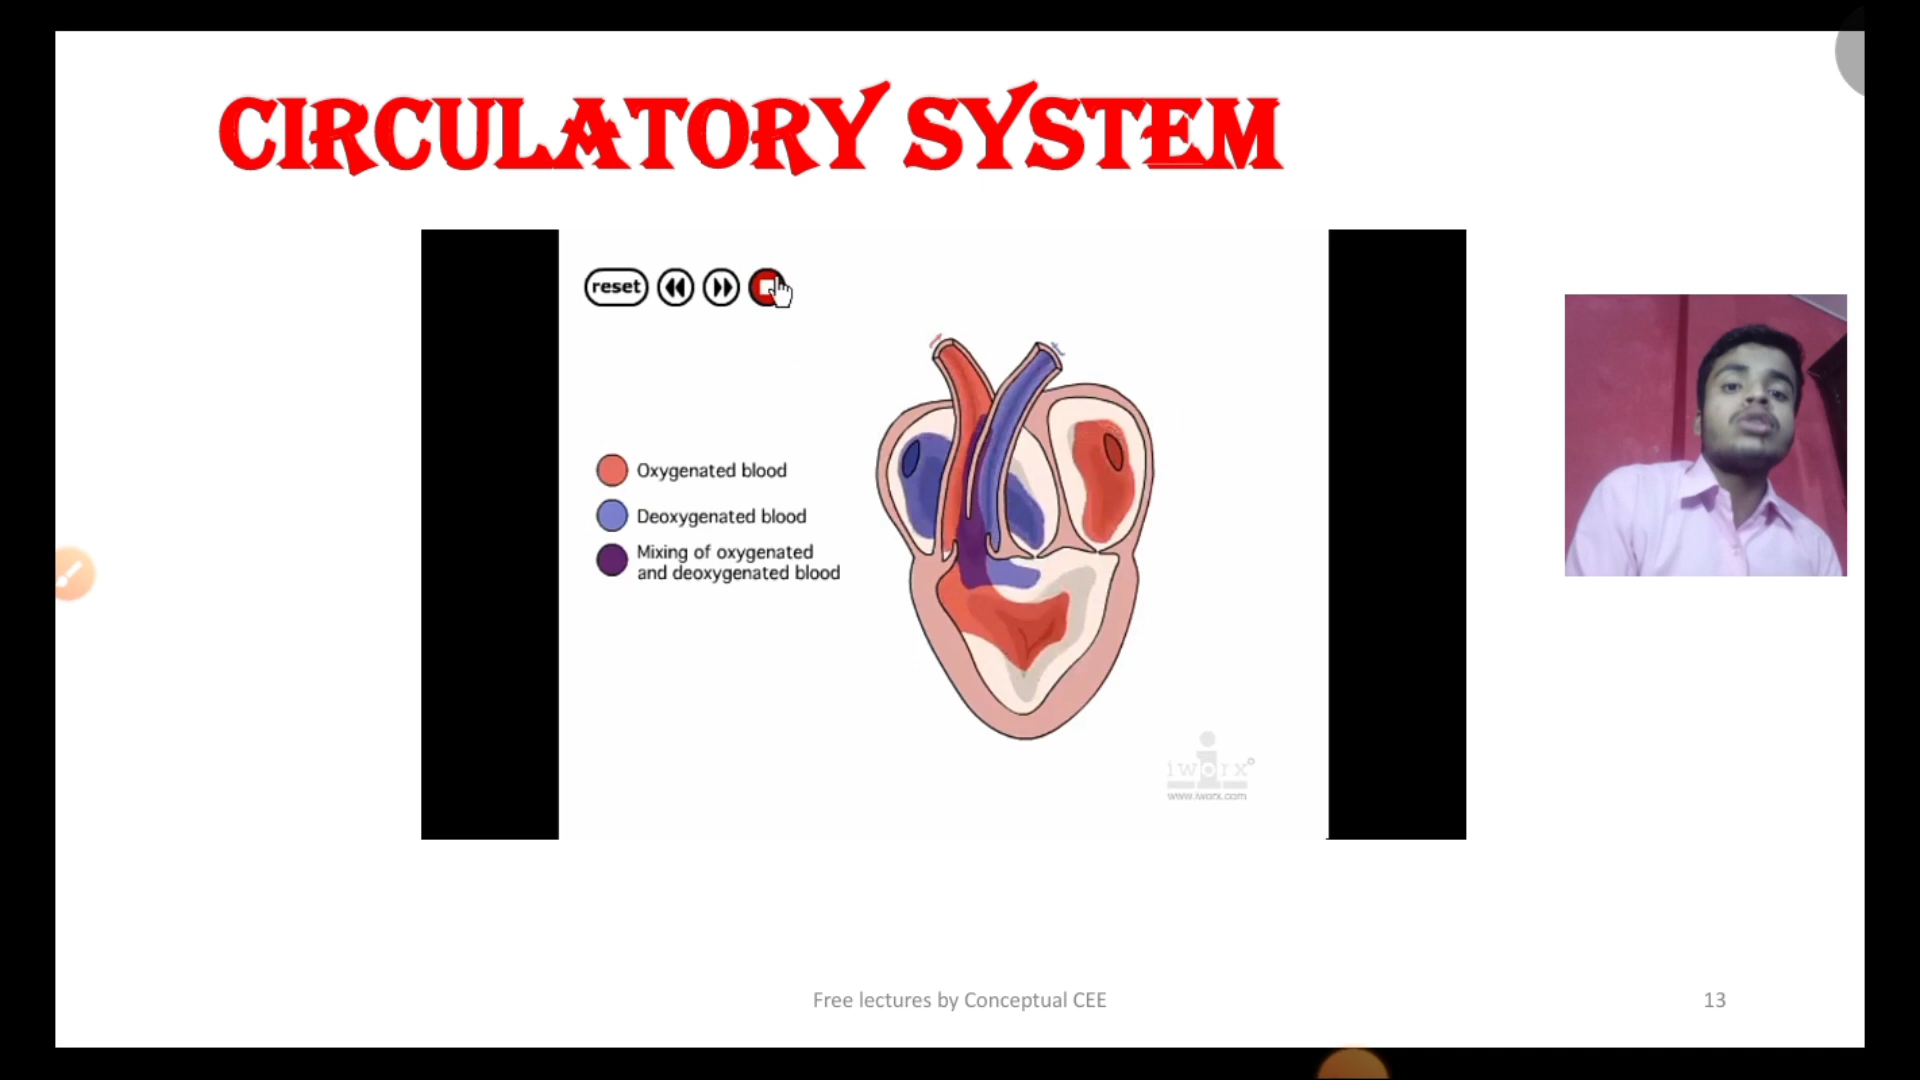 CIRCULATORY SYSTEM
reset
Oxygenated blood
Deoxygenated blood
Mixing of oxygenated
and deoxygenated blood
iworx
www.iworx.com
Free lectures by Conceptual CEE
13